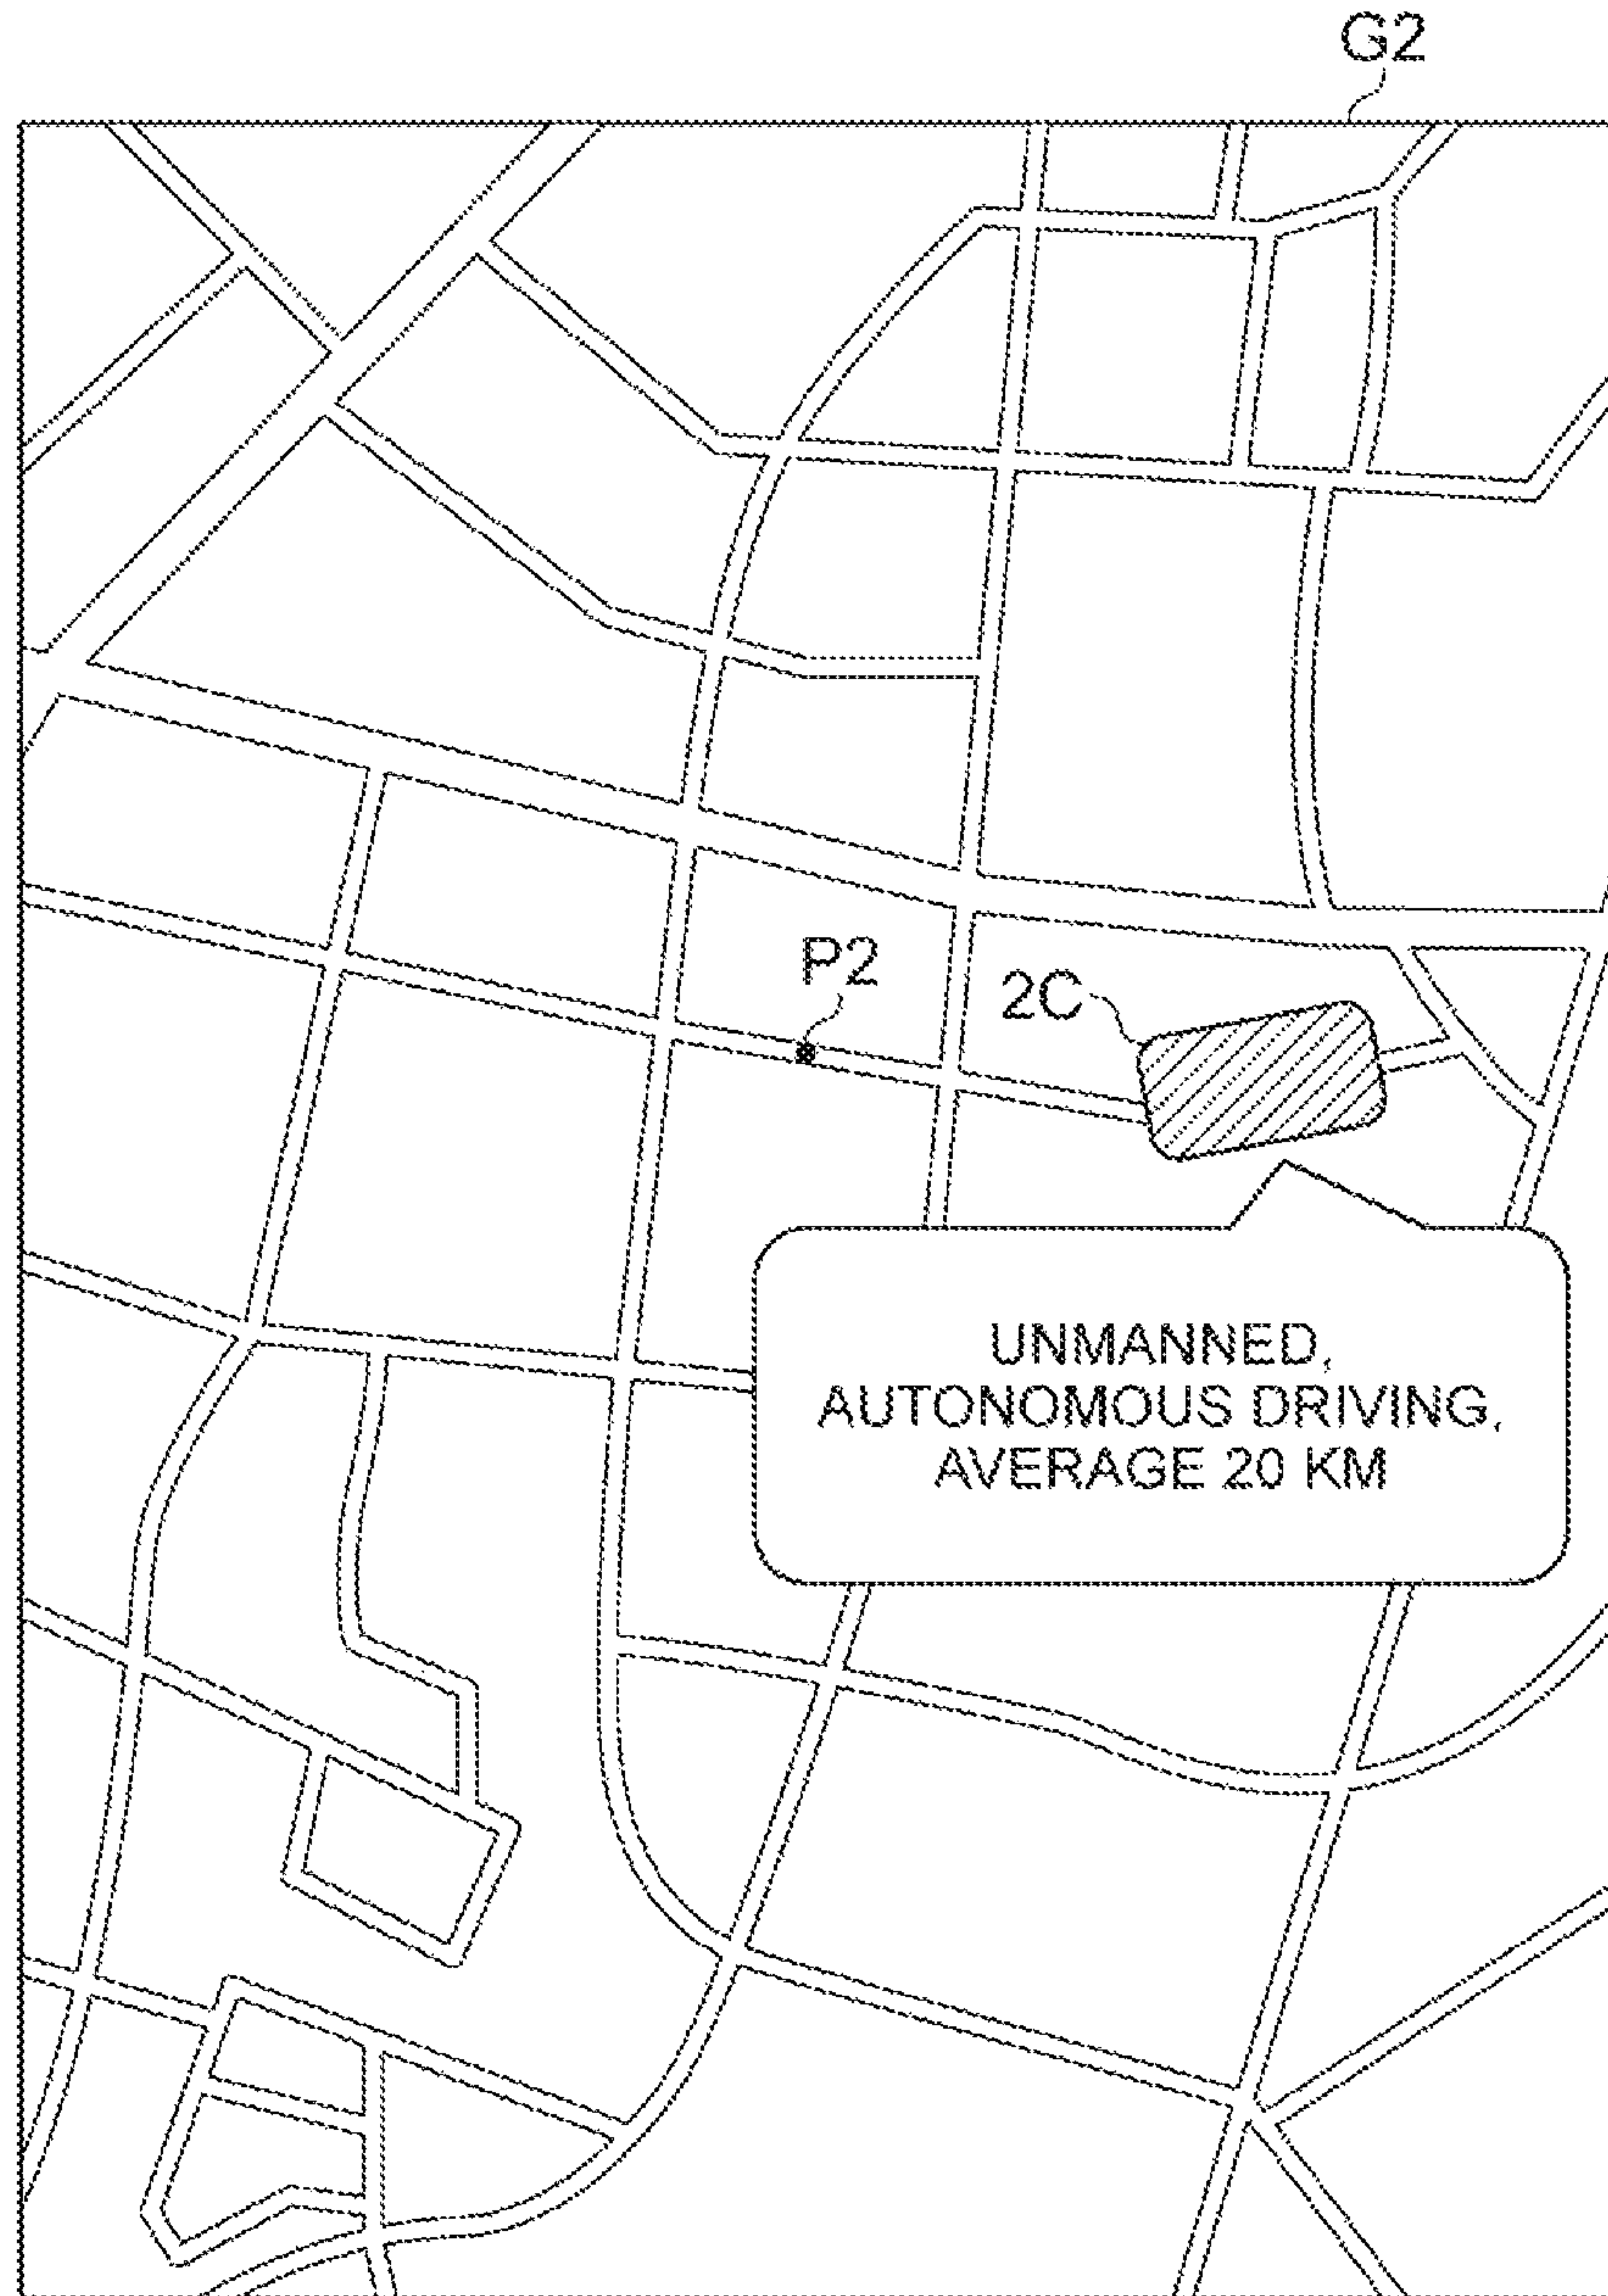 G2
P2
2C
UNMANNED,
AUTONOMOUS DRIVING,
AVERAGE 20 KM